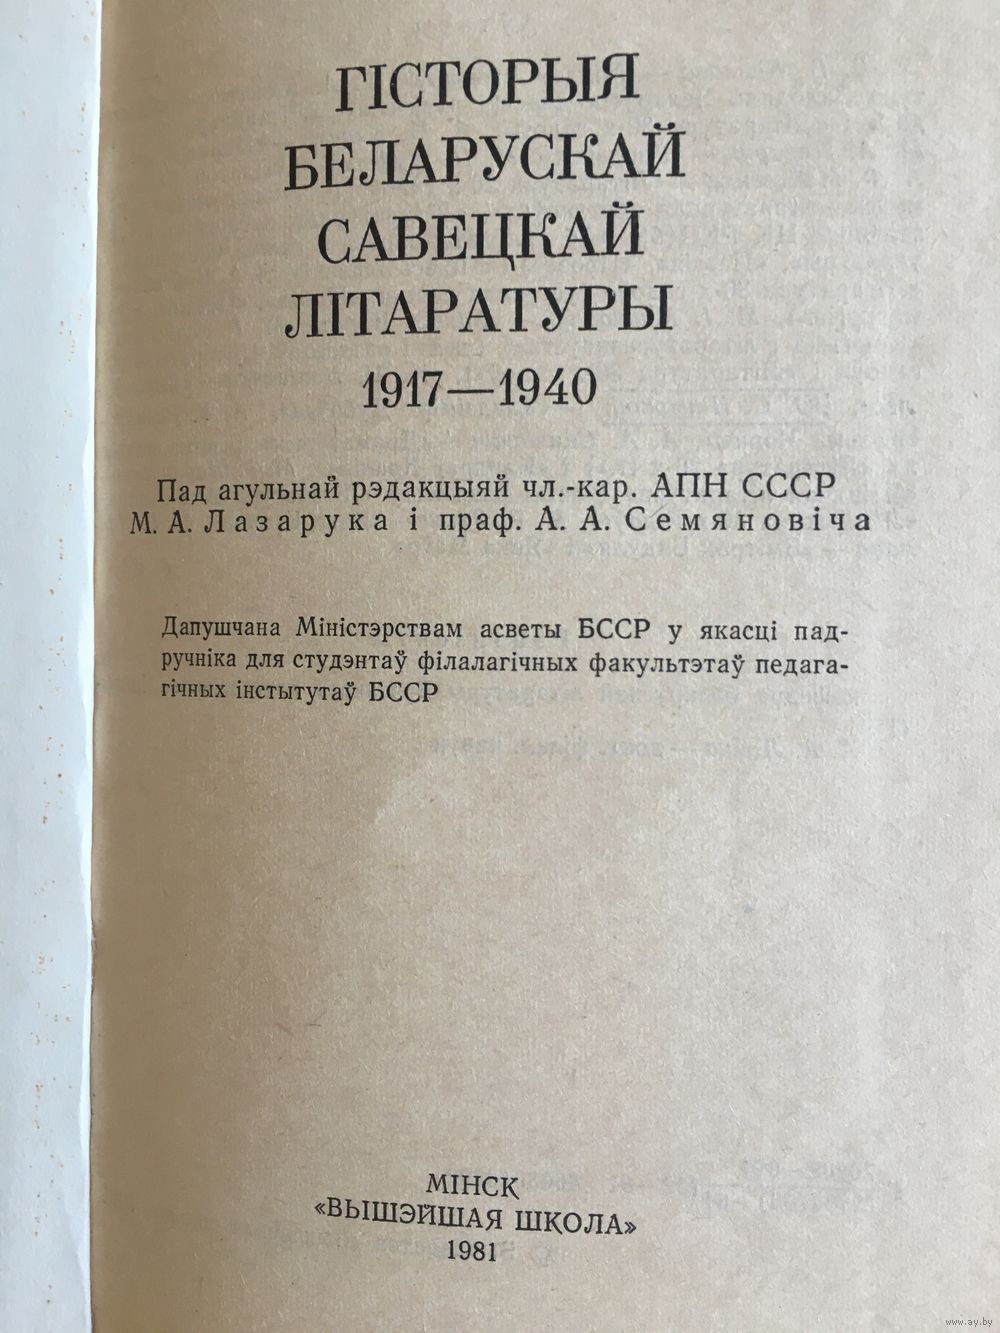 ГІСТОРЫЯ
БЕЛАРУСКАЙ
САВЕЦКАЙ
ЛІТАРАТУРЫ
1917—1940
Пад агульнай рэдакцыяй чл.-кар. АПН СССР
М. А. Лазарука і праф. А. А. Семяновіча
Дапушчана Міністэрствам асветы БССР у якасці пад-
ручніка для студэнтаў філалагічных факультэтаў педага-
гічных інстытутаў БССР
МІНСК
«ВЫШЭЙШАЯ ШКОЛА»
1981
www.ay.by